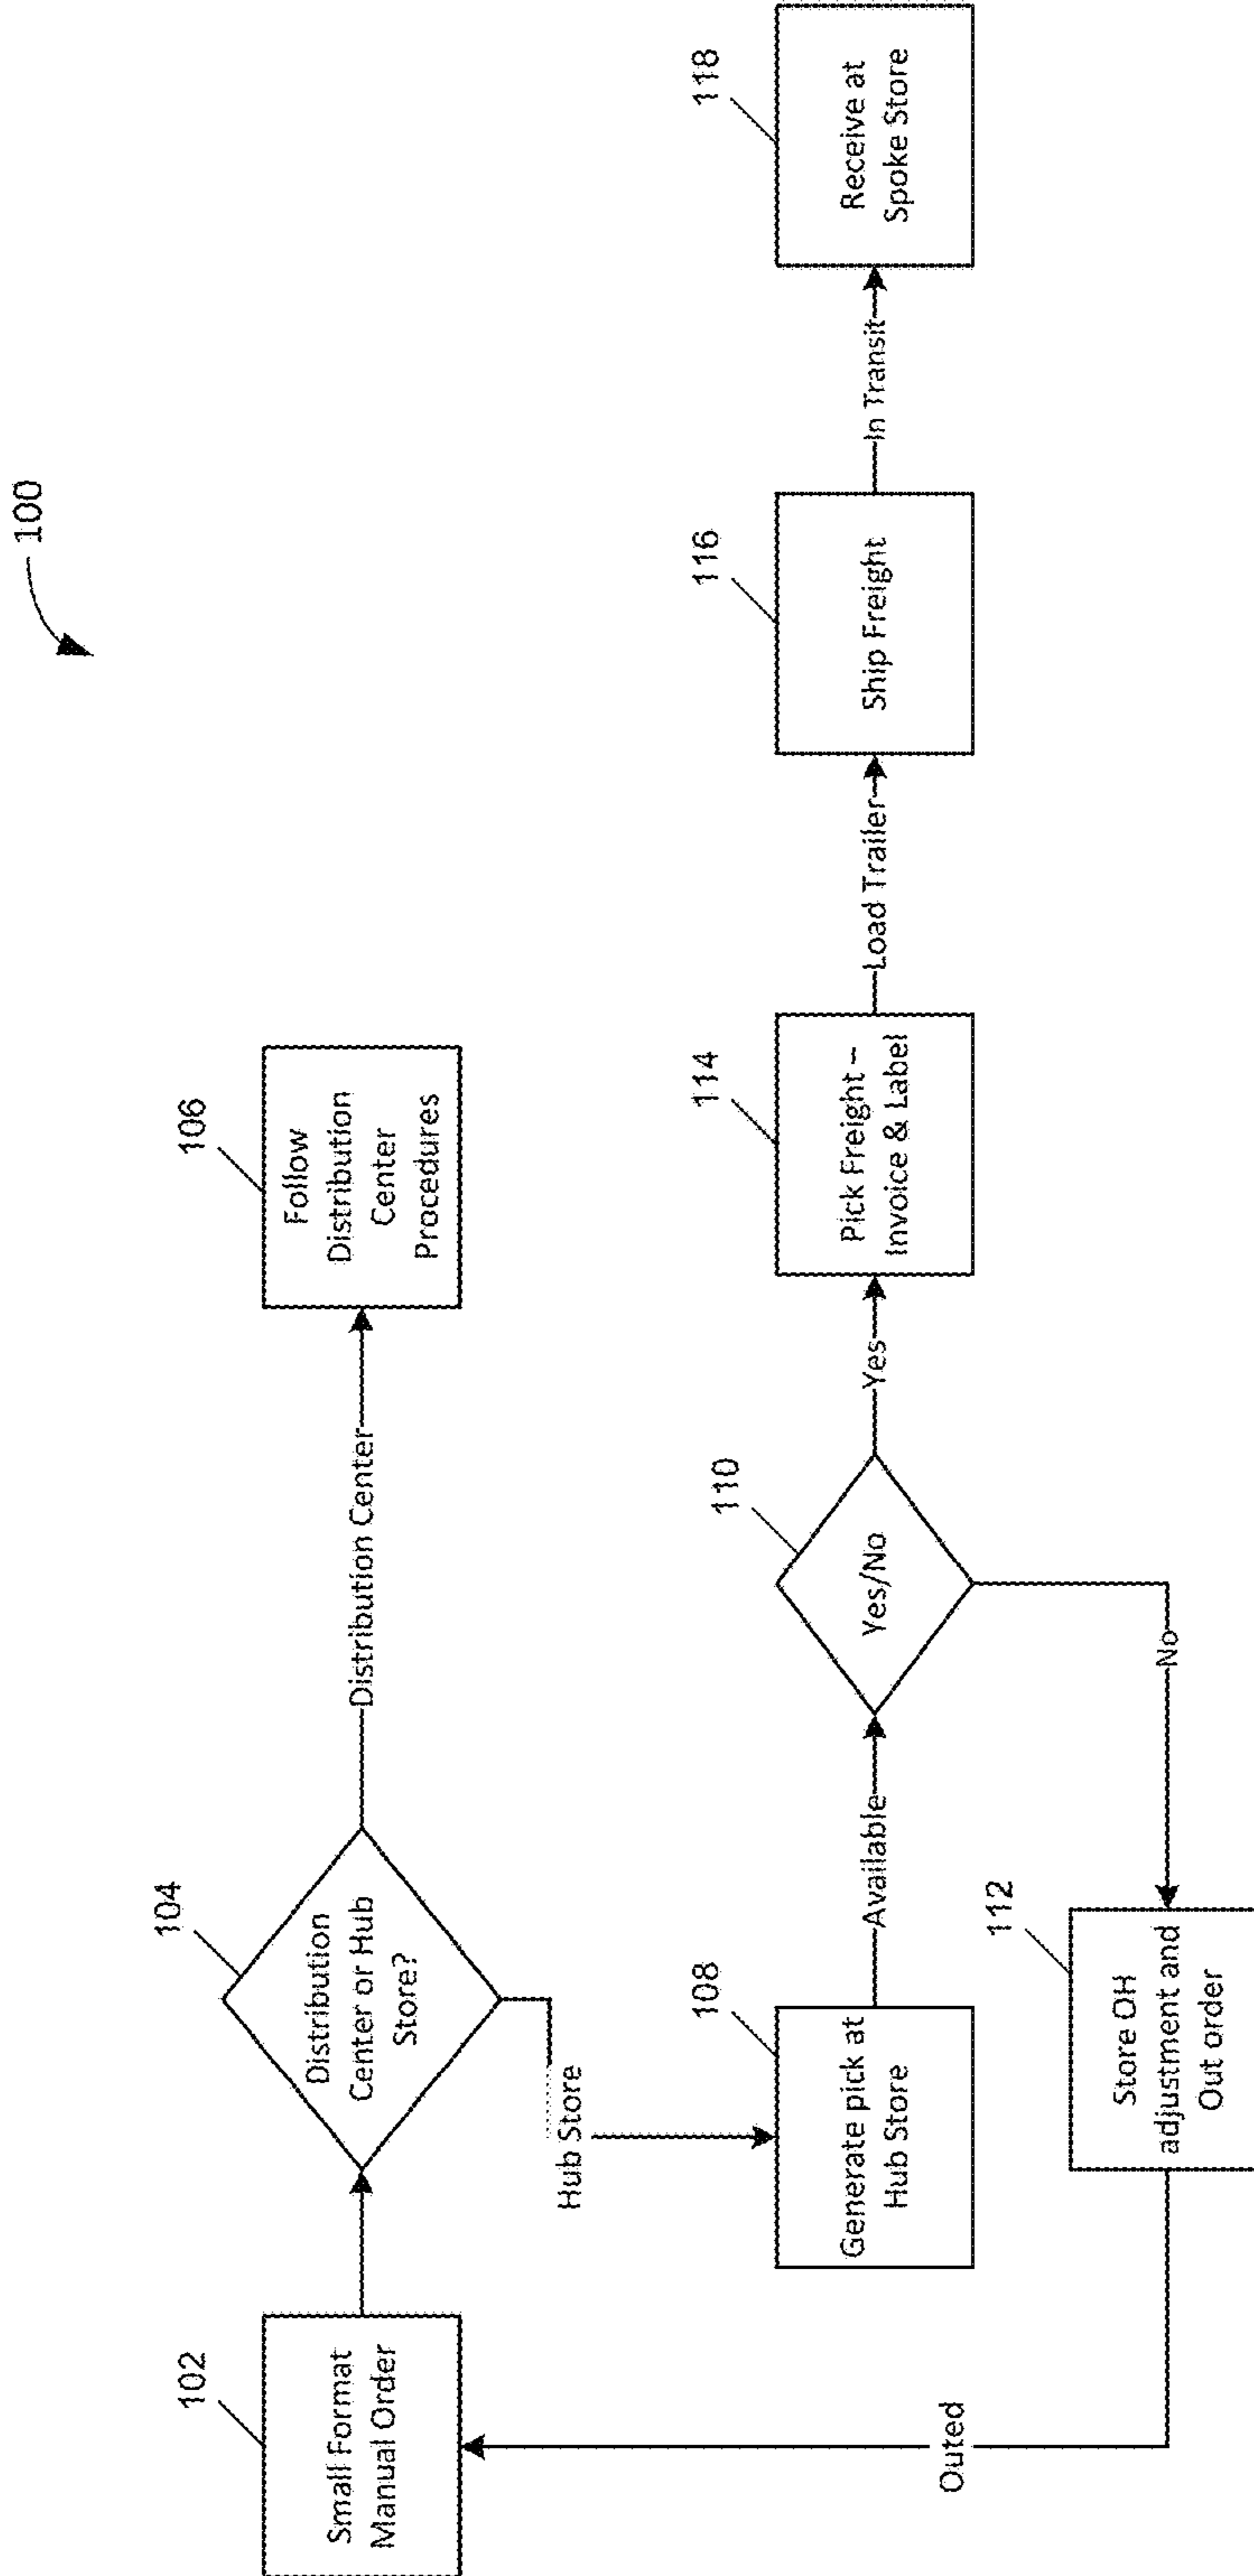 100
102
Small Format
Manual Order
104
Distribution
Center or Hub
Store?
Distribution Center
106
Follow
Distribution
Center
Procedures
Hub Store
108
Generate pick at
Hub Store
Available
110
Yes/No
Yes
114
Pick Freight –
Invoice & Label
Load Trailer
116
Ship Freight
In Transit
118
Receive at
Spoke Store
No
112
Store OH
adjustment and
Out order
Outed